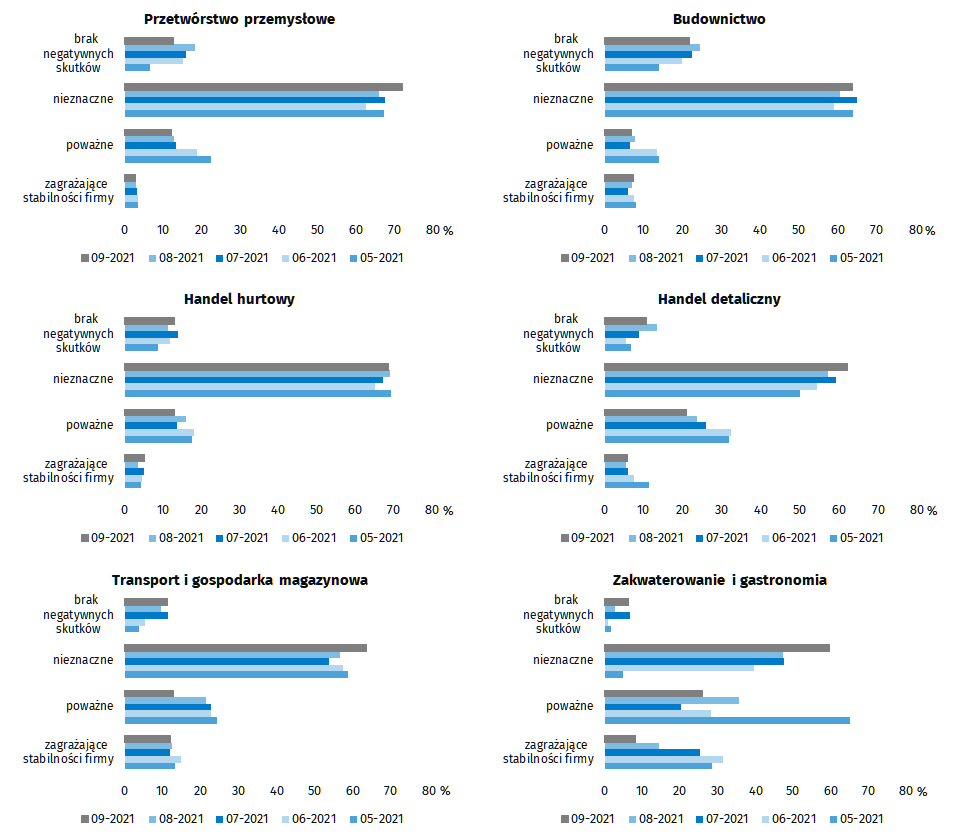 Przetwórstwo przemysłowe
brak
negatywnych
skutków
nieznaczne
poważne
zagrażające
stabilności firmy
0 10 20 30 40 50 60 70 80 %
09-2021 08-2021 07-2021 06-2021 05-2021
Budownictwo
brak
negatywnych
skutków
nieznaczne
poważne
zagrażające
stabilności firmy
0 10 20 30 40 50 60 70 80 %
09-2021 08-2021 07-2021 06-2021 05-2021
Handel hurtowy
brak
negatywnych
skutków
nieznaczne
poważne
zagrażające
stabilności firmy
0 10 20 30 40 50 60 70 80 %
09-2021 08-2021 07-2021 06-2021 05-2021
Handel detaliczny
brak
negatywnych
skutków
nieznaczne
poważne
zagrażające
stabilności firmy
0 10 20 30 40 50 60 70 80 %
09-2021 08-2021 07-2021 06-2021 05-2021
Transport i gospodarka magazynowa
brak
negatywnych
skutków
nieznaczne
poważne
zagrażające
stabilności firmy
0 10 20 30 40 50 60 70 80 %
09-2021 08-2021 07-2021 06-2021 05-2021
Zakwaterowanie i gastronomia
brak
negatywnych
skutków
nieznaczne
poważne
zagrażające
stabilności firmy
0 10 20 30 40 50 60 70 80 %
09-2021 08-2021 07-2021 06-2021 05-2021